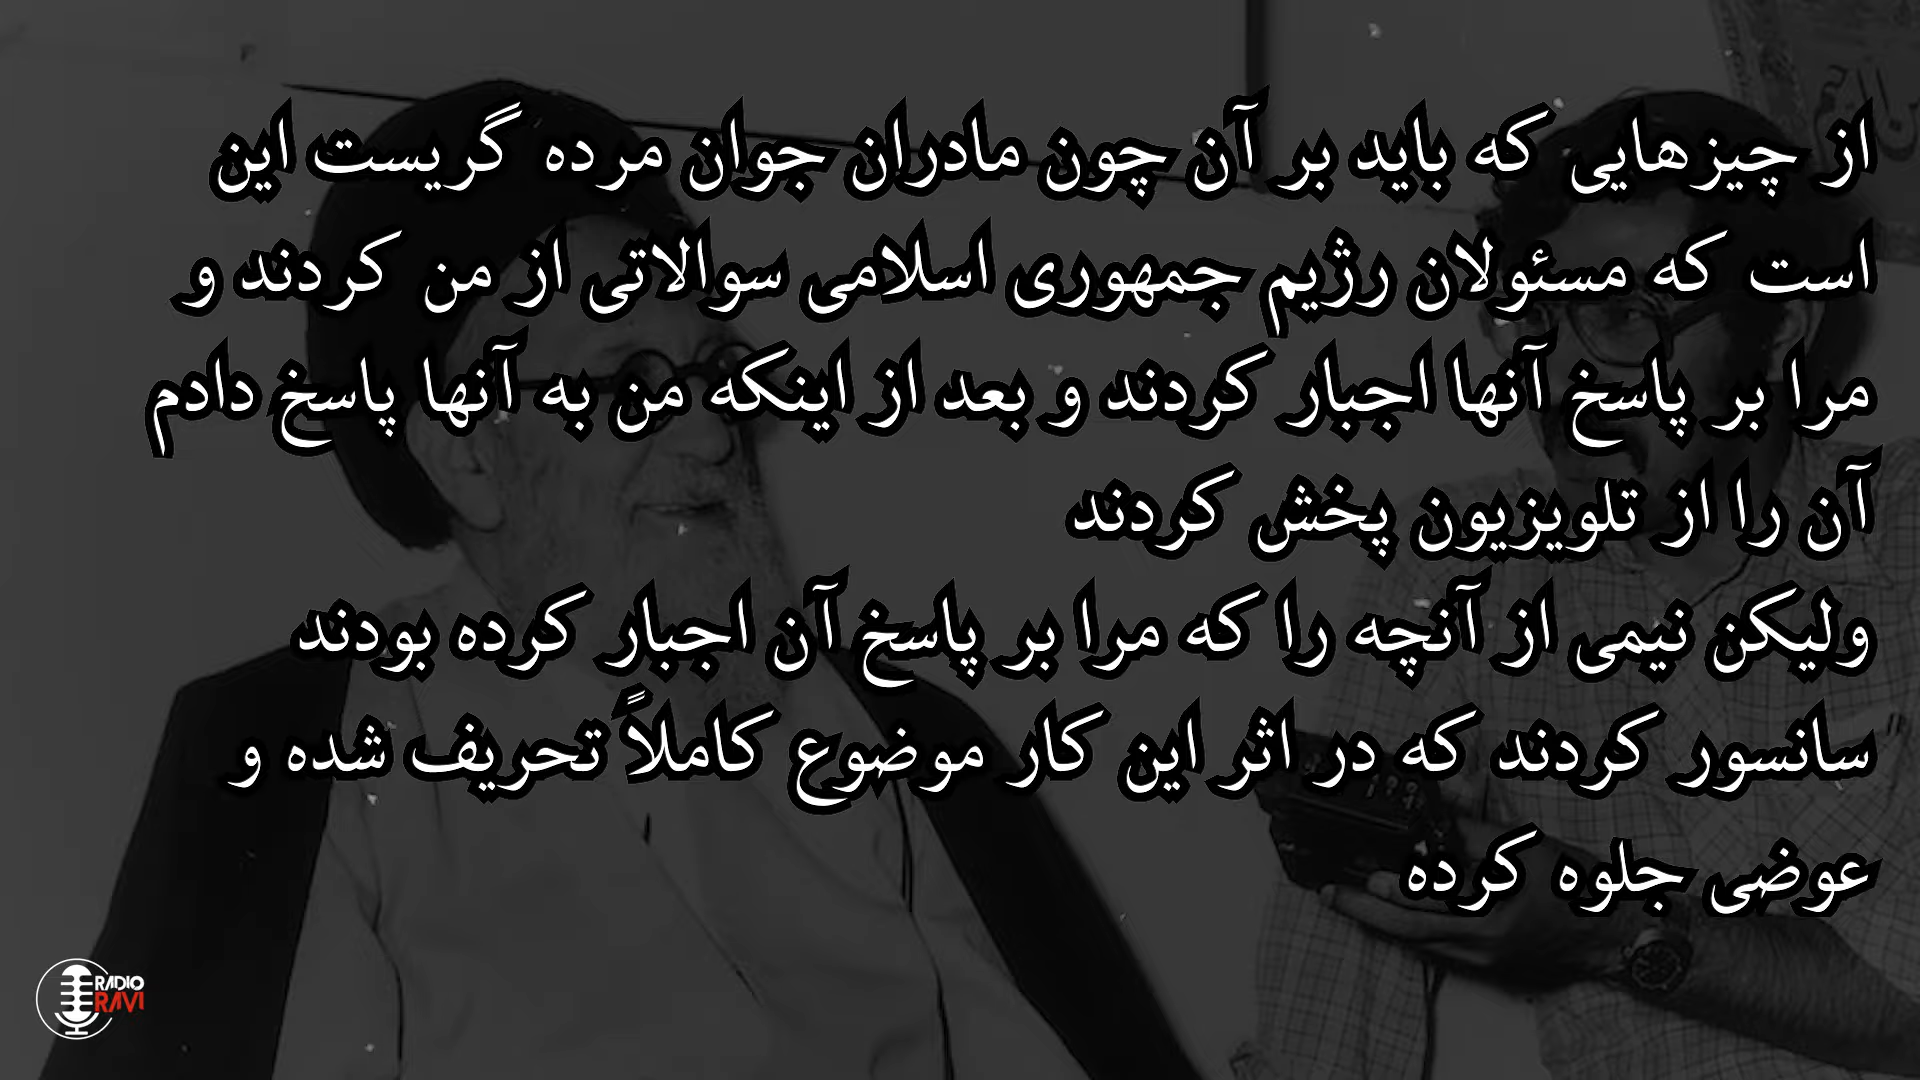 از چیزهایی که باید بر آن چون مادران جوان مرده گریست این
است که مسئولان رژیم جمهوری اسلامی سوالاتی از من کردند و
مرا بر پاسخ آنها اجبار کردند و بعد از اینکه من به آنها پاسخ دادم
آن را از تلویزیون پخش کردند
ولیکن نیمی از آنچه را که مرا بر پاسخ آن اجبار کرده بودند
سانسور کردند که در اثر این کار موضوع کاملاً تحریف شده و
عوضی جلوه کرده
RADIO
RAVI